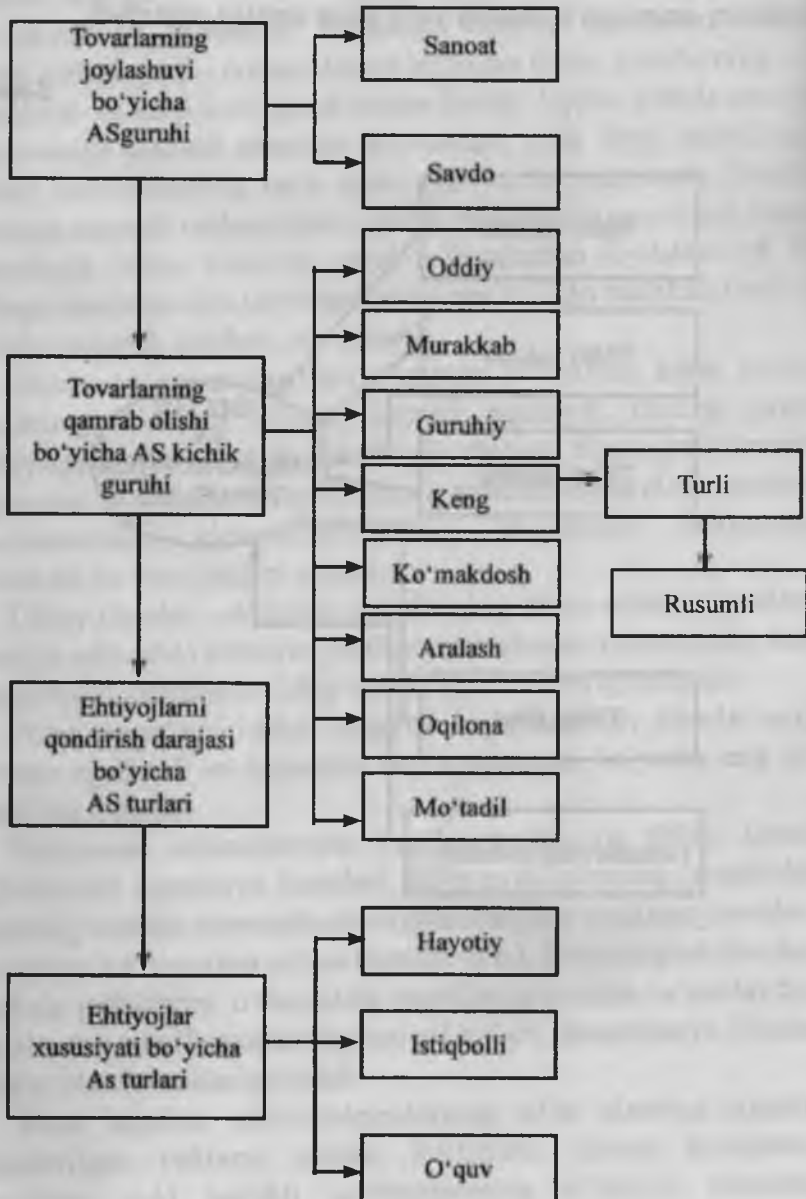 Tovarlarning
joylashuvi
bo‘yicha
ASguruhi
Sanoat
Savdo
Tovarlarning
qamrab olishi
bo‘yicha AS kichik
guruhi
Oddiy
Murakkab
Guruhiy
Keng
Turli
Rusumli
Ko‘makdosh
Aralash
Oqilona
Mo‘tadil
Ehtiyojlarni
qondirish darajasi
bo‘yicha
AS turlari
Ehtiyojlar
xususiyati bo‘yicha
As turlari
Hayotiy
Istiqbolli
O‘quv